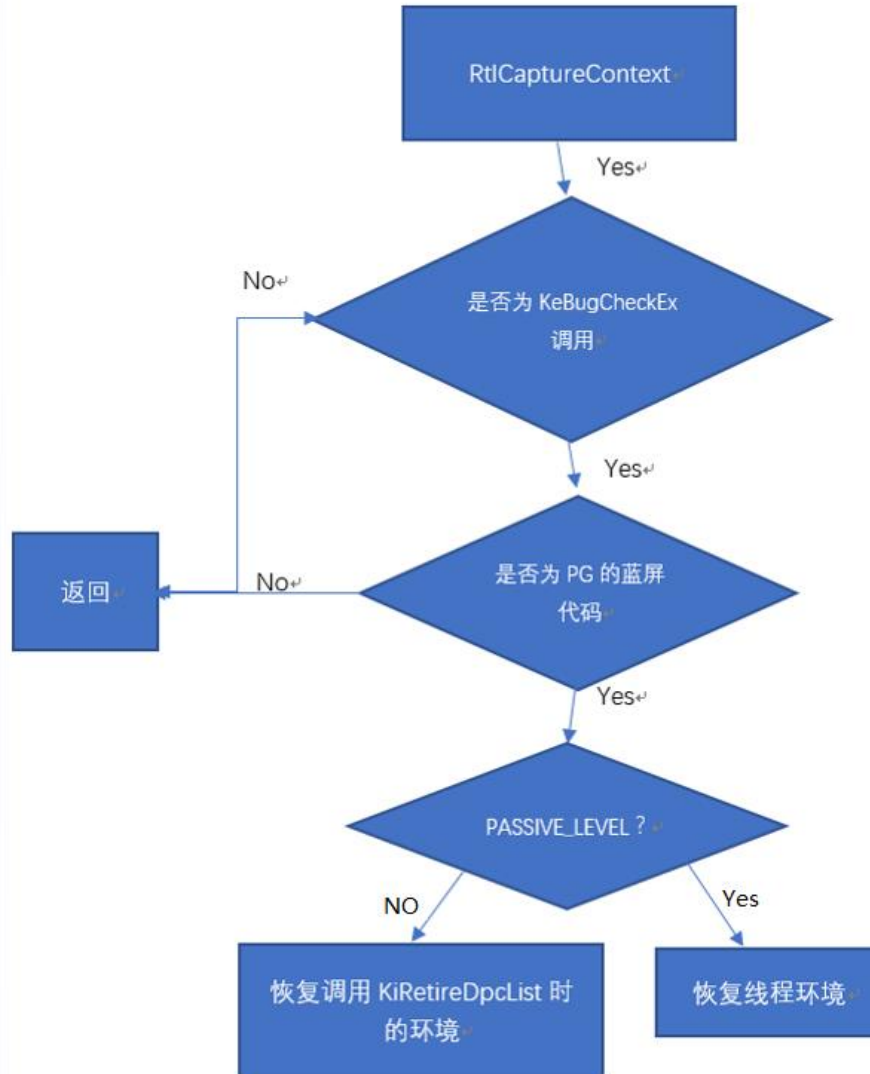 RtlCaptureContext
Yes
No
是否为 KeBugCheckEx
调用
Yes
是否为 PG 的蓝屏
代码
返回
No
Yes
PASSIVE_LEVEL？
NO
Yes
恢复调用 KiRetireDpcList 时
的环境
恢复线程环境